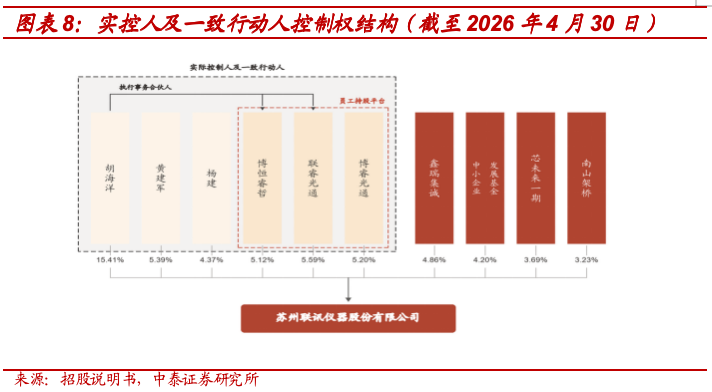 图表 8：实控人及一致行动人控制权结构（截至 2026 年 4 月 30 日）
实际控制人及一致行动人
执行事务合伙人
员工持股平台
胡海洋
黄建军
杨建
博恒睿哲
联睿光通
博睿光通
鑫瑞集诚
中小企业
发展基金
芯未来一期
南山架桥
15.41%
5.39%
4.37%
5.12%
5.59%
5.20%
4.86%
4.20%
3.69%
3.23%
苏州联讯仪器股份有限公司
来源：招股说明书，中泰证券研究所